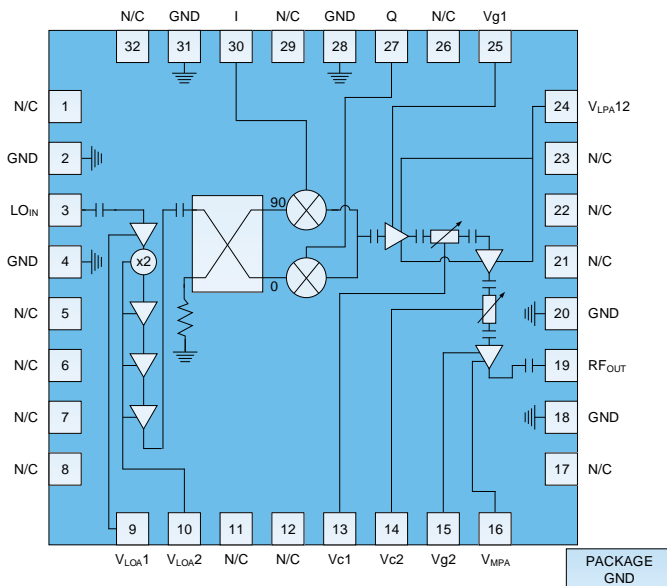 N/C GND I N/C GND Q N/C Vg1
32 31 30 29 28 27 26 25
N/C 1
24 VLPA12
GND 2
23 N/C
LOIN 3
90
22 N/C
GND 4
x2
0
21 N/C
N/C 5
20 GND
N/C 6
19 RFOUT
N/C 7
18 GND
N/C 8
17 N/C
9 10 11 12 13 14 15 16
VLOA1 VLOA2 N/C N/C Vc1 Vc2 Vg2 VMPA
PACKAGE
GND